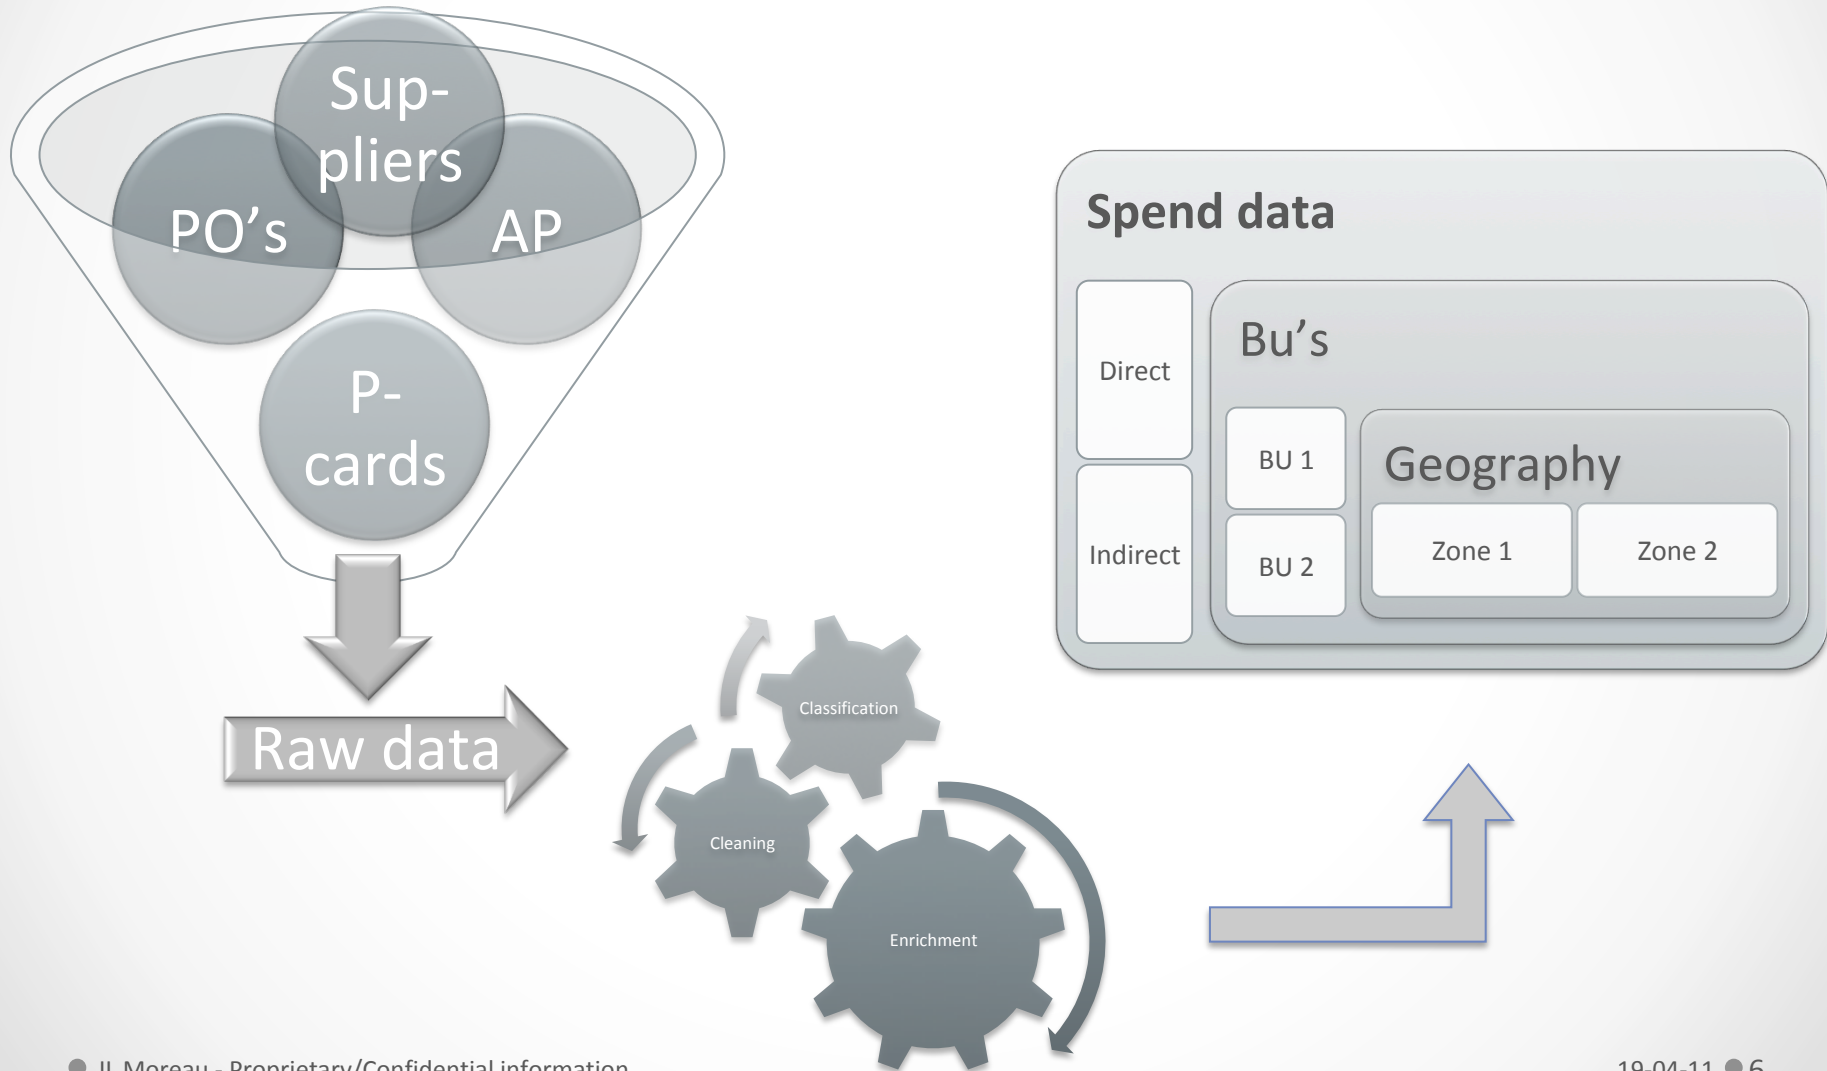 Sup-
pliers
PO's
AP
P-
cards
Raw data
Classification
Cleaning
Enrichment
Spend data
Direct
Indirect
Bu's
BU 1
BU 2
Geography
Zone 1
Zone 2
Moreau - Proprietary/Confidential information
19-04-11
6